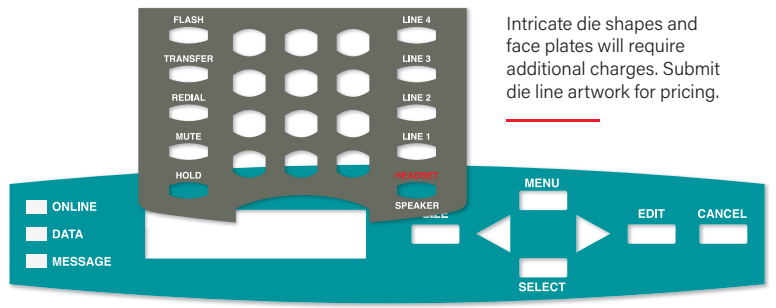 FLASH
LINE 4
TRANSFER
LINE 3
REDIAL
LINE 2
MUTE
LINE 1
HOLD
HEADSET
SPEAKER
Intricate die shapes and
face plates will require
additional charges. Submit
die line artwork for pricing.
ONLINE
DATA
MESSAGE
MENU
EDIT
CANCEL
SELECT